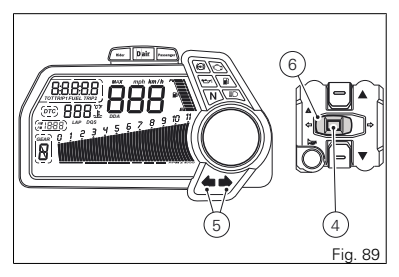 Rider D'air Passenger
88888
TOT TRIP1 FUEL TRIP2
MAX mph km/h
888
DTC
888
LAP DQS DDA
GEAR
0
0 1 2 3 4 5 6 7 8 9 10 11
N
6
5
4
Fig. 89